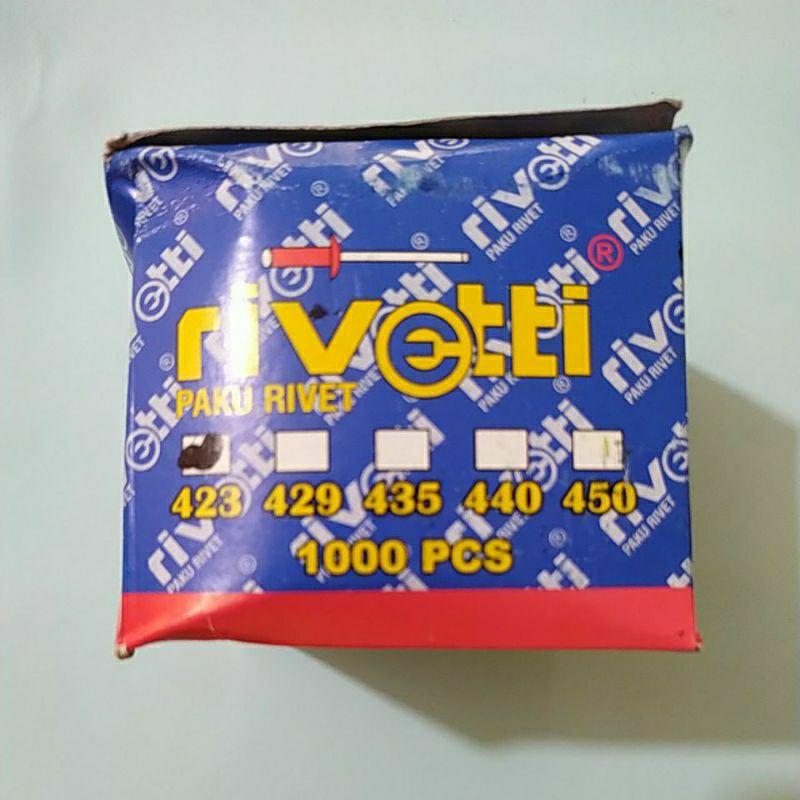 rivetti®
PAKU RIVET
423 429 435 440 450
1000 PCS